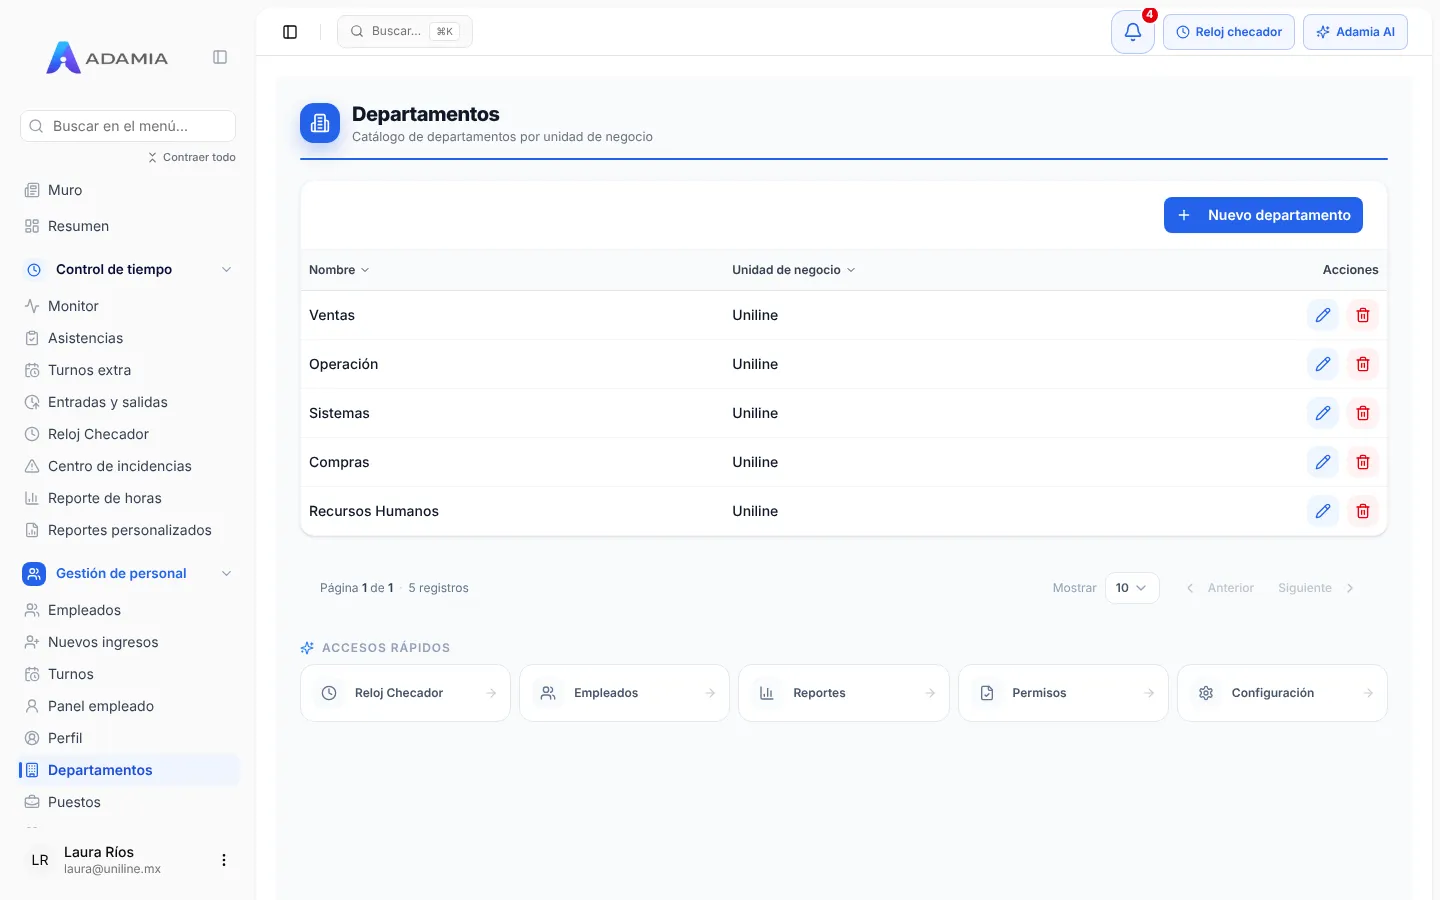 ADAMIA
Buscar en el menú...
Contraer todo
Muro
Resumen
Control de tiempo
Monitor
Asistencias
Turnos extra
Entradas y salidas
Reloj Checador
Centro de incidencias
Reporte de horas
Reportes personalizados
Gestión de personal
Empleados
Nuevos ingresos
Turnos
Panel empleado
Perfil
Departamentos
Puestos
LR
Laura Ríos
laura@uniline.mx
Buscar... ⌘K
4
Reloj checador
Adamia AI
Departamentos
Catálogo de departamentos por unidad de negocio
Nuevo departamento
Nombre Unidad de negocio Acciones
Ventas Uniline
Operación Uniline
Sistemas Uniline
Compras Uniline
Recursos Humanos Uniline
Página 1 de 1 · 5 registros
Mostrar 10 Anterior Siguiente
ACCESOS RÁPIDOS
Reloj Checador
Empleados
Reportes
Permisos
Configuración